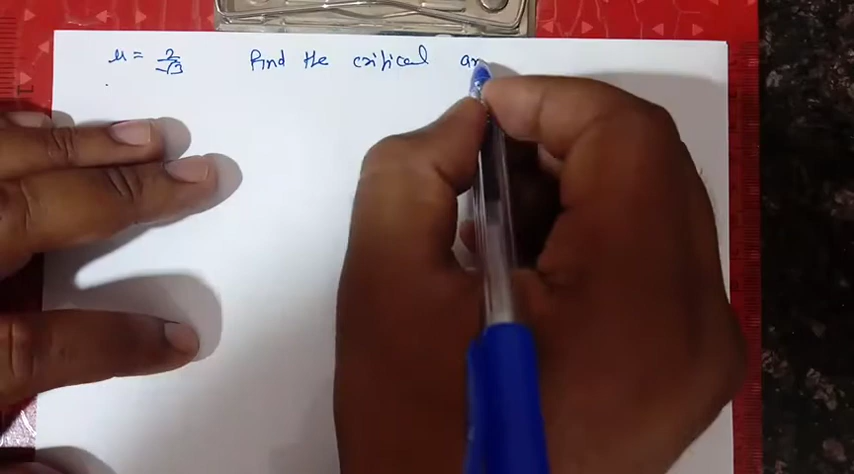 μ = 2/√3 Find the critical an